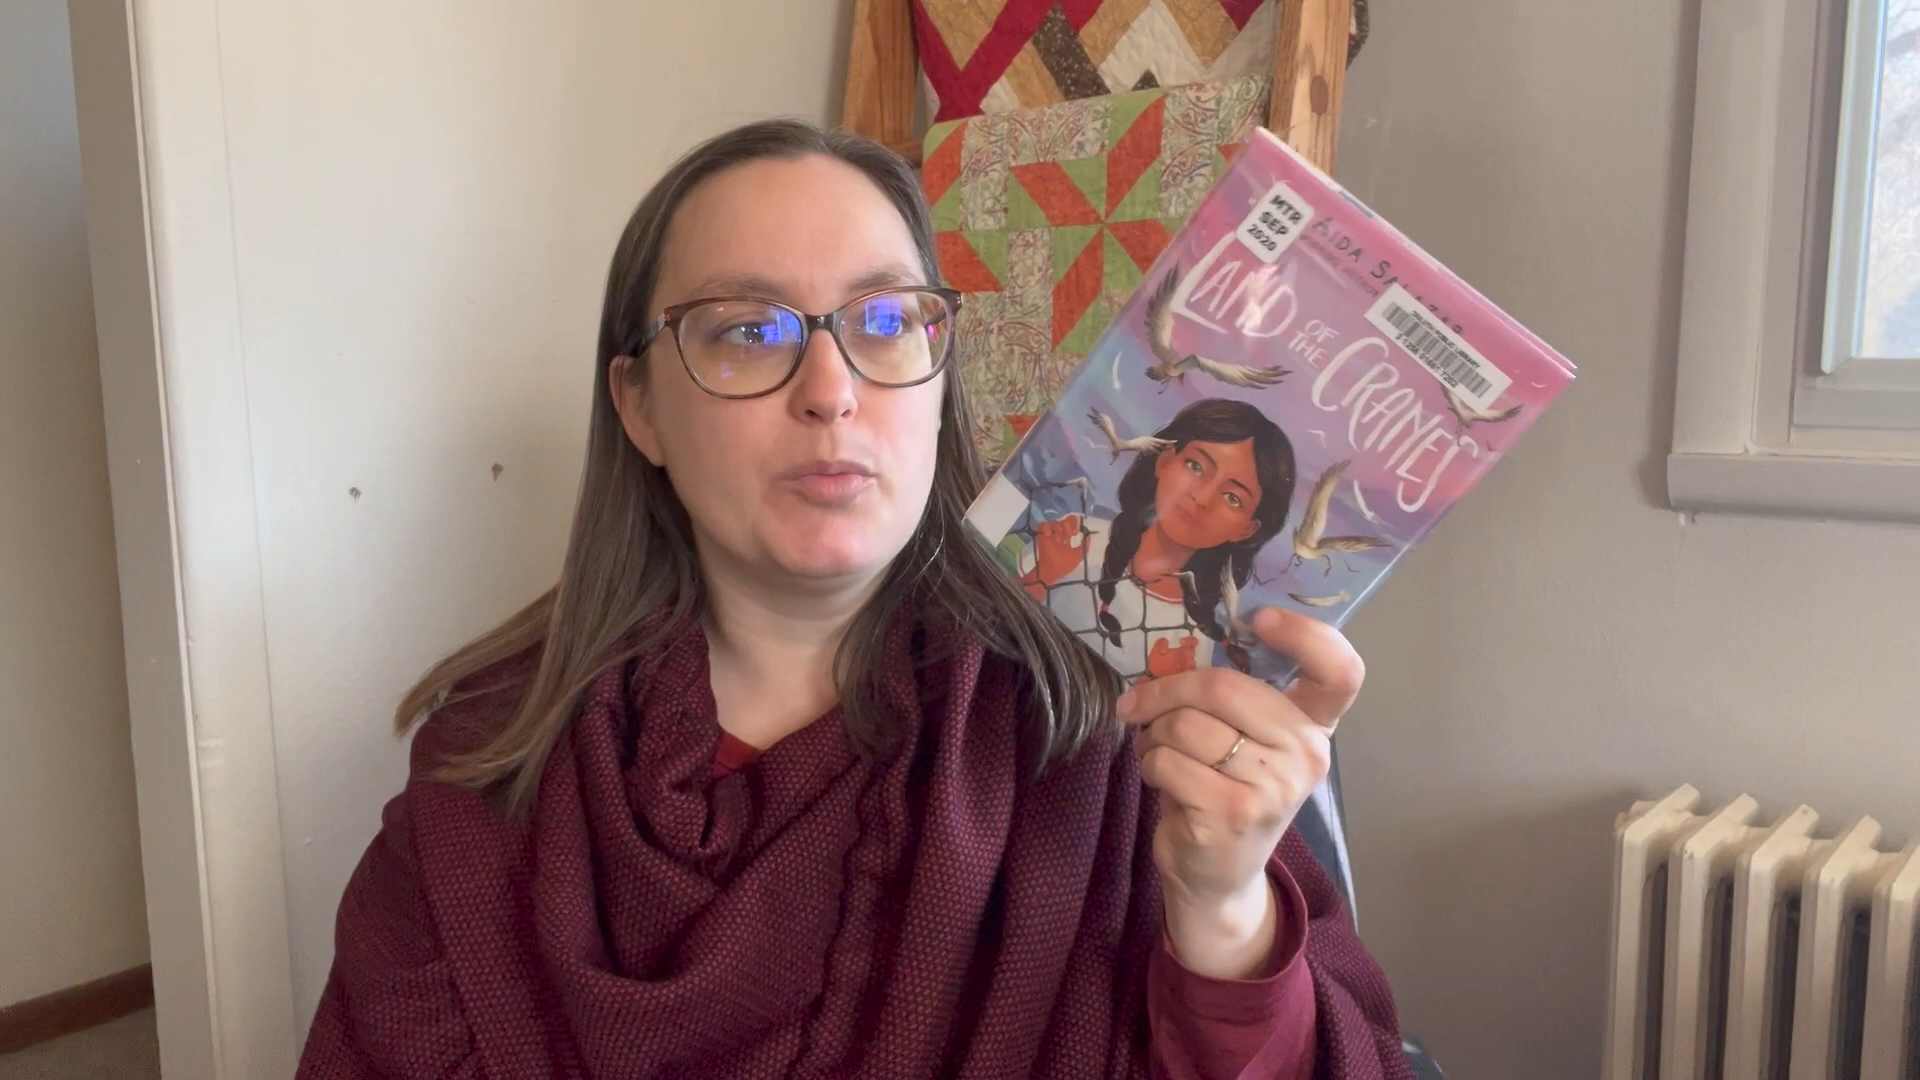 MTR
SEP
2020
AIDA SALAZAR
LAND
OF
THE
CRANES